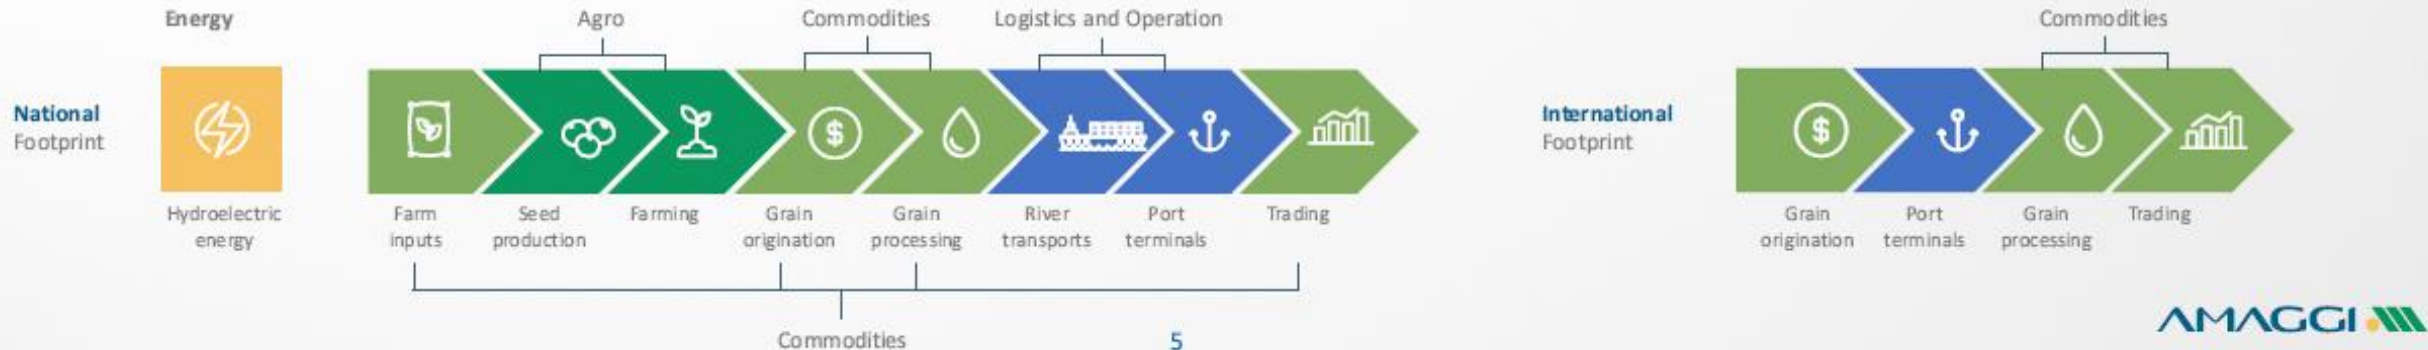 Energy
Agro
Commodities
Logistics and Operation
Commodities
National
Footprint
$
$
International
Footprint
Hydroelectric
energy
Farm
inputs
Seed
production
Farming
Grain
origination
Grain
processing
River
transports
Port
terminals
Trading
Grain
origination
Port
terminals
Grain
processing
Trading
Commodities
5
AMAGGI